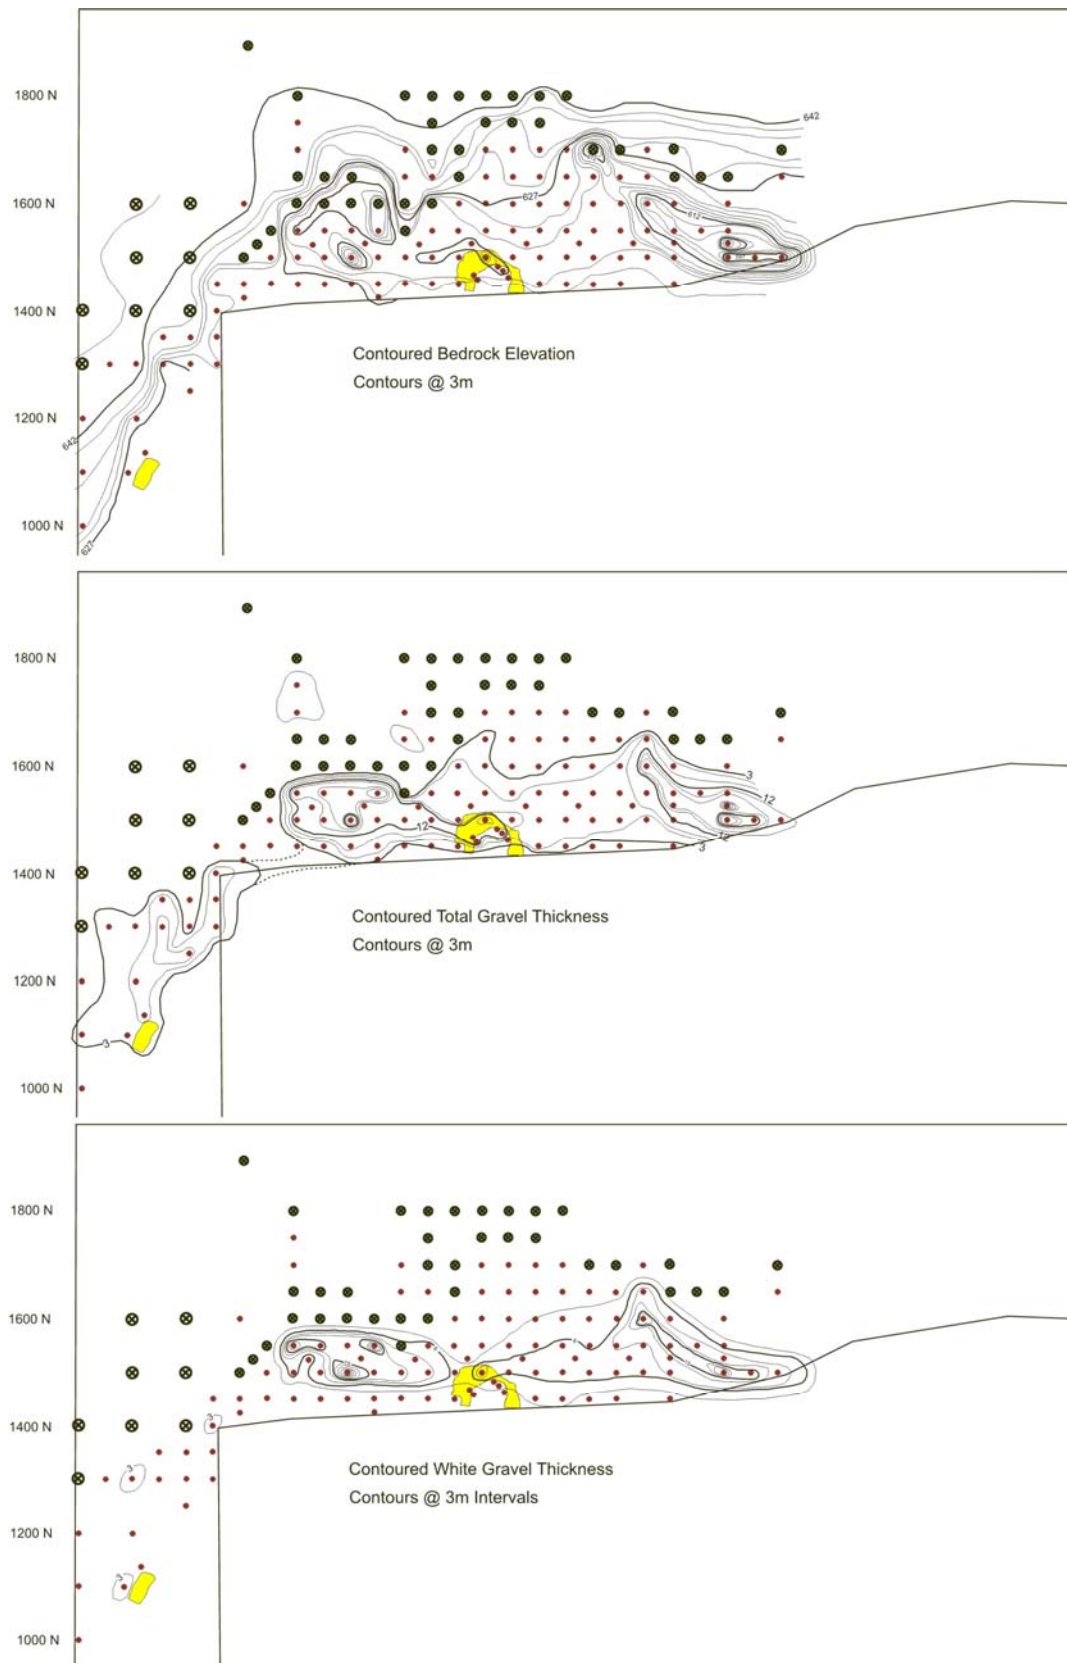 1800 N
642
1600 N
627
612
1400 N
Contoured Bedrock Elevation
Contours @ 3m
1200 N
642
1000 N
627
1800 N
1600 N
3
12
12
12
3
1400 N
Contoured Total Gravel Thickness
Contours @ 3m
1200 N
3
1000 N
1800 N
1600 N
1400 N
3
Contoured White Gravel Thickness
3
Contours @ 3m Intervals
1200 N
3
1000 N